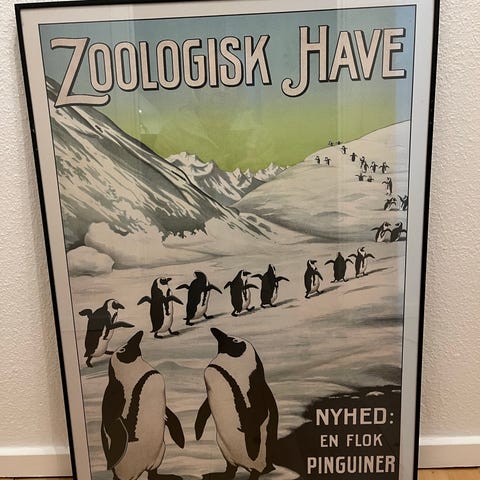 ZOOLOGISK HAVE
NYHED:
EN FLOK
PINGUINER